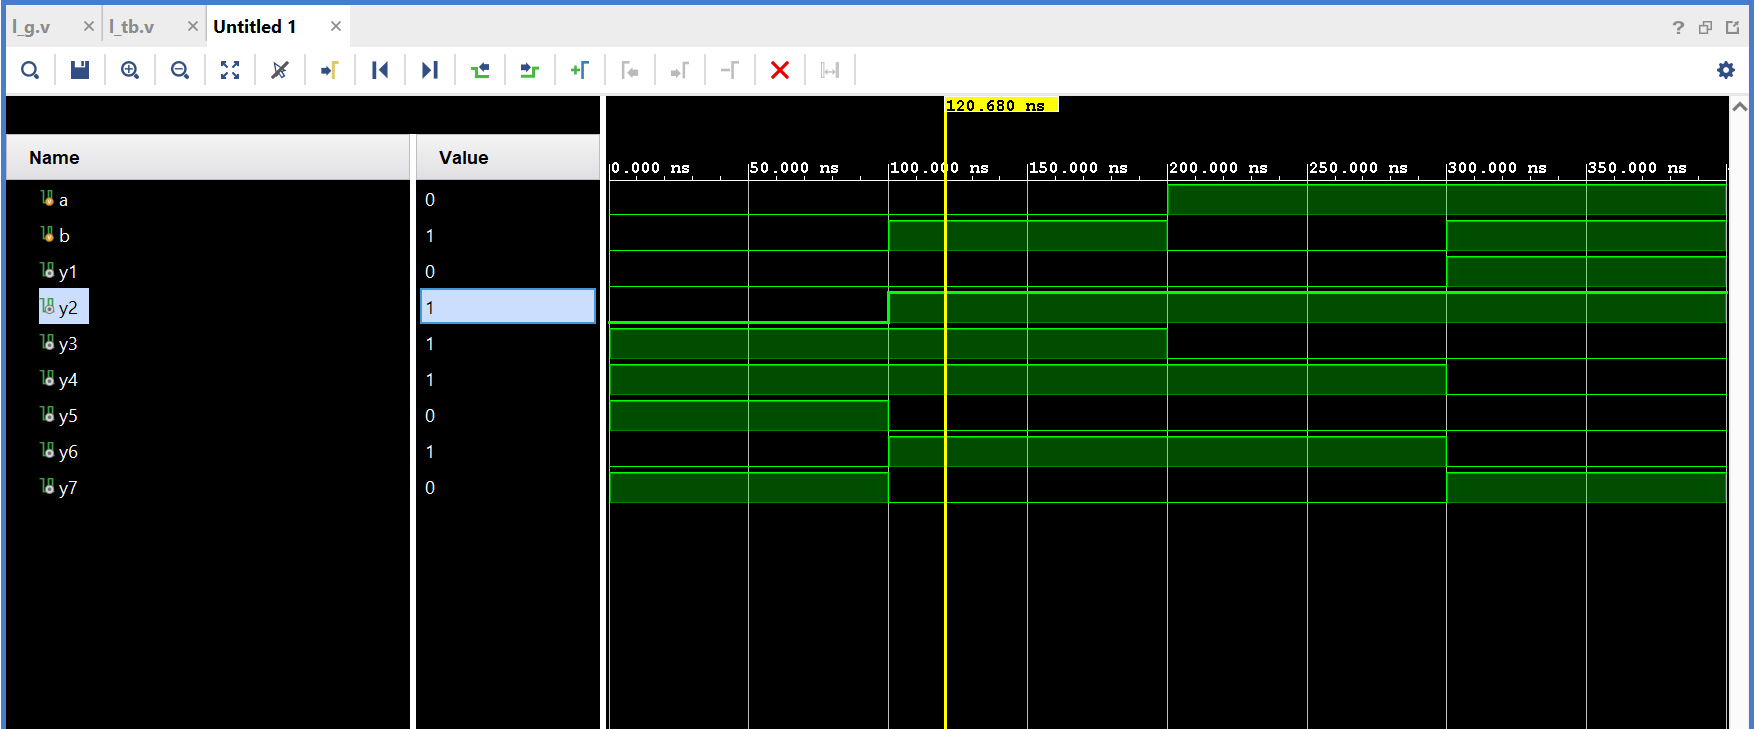 l_g.v × l_tb.v × Untitled 1 ×
?
120.680 ns
Name Value
0.000 ns 50.000 ns 100.000 ns 150.000 ns 200.000 ns 250.000 ns 300.000 ns 350.000 ns
a 0
b 1
y1 0
y2 1
y3 1
y4 1
y5 0
y6 1
y7 0